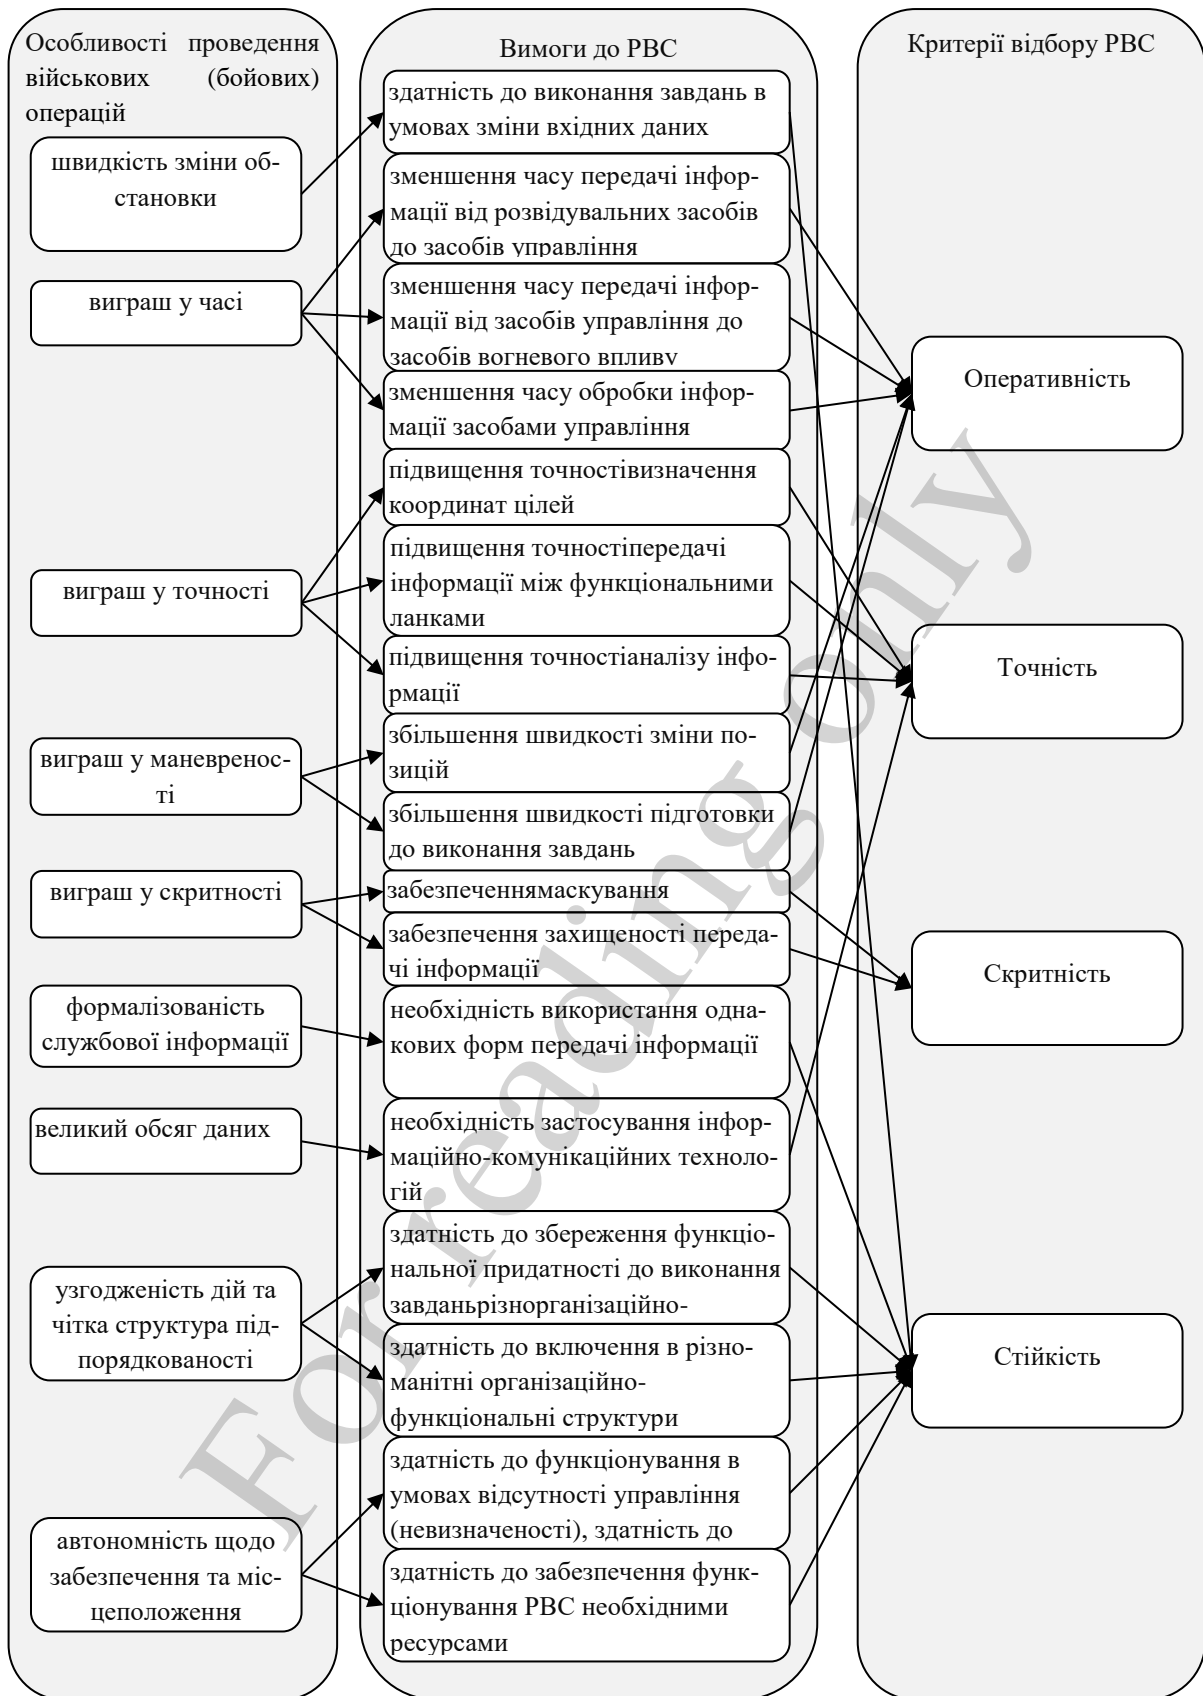 Особливості проведення
військових (бойових)
операцій
швидкість зміни об-
становки
виграш у часі
виграш у точності
виграш у маневренос-
ті
виграш у скритності
формалізованість
службової інформації
великий обсяг даних
узгодженість дій та
чітка структура під-
порядкованості
автономність щодо
забезпечення та міс-
цеположення
Вимоги до РВС
здатність до виконання завдань в
умовах зміни вхідних даних
зменшення часу передачі інфор-
мації від розвідувальних засобів
до засобів управління
зменшення часу передачі інфор-
мації від засобів управління до
засобів вогневого впливу
зменшення часу обробки інфор-
мації засобами управління
підвищення точностівизначення
координат цілей
підвищення точностіпередачі
інформації між функціональними
ланками
підвищення точностіаналізу інфо-
рмації
збільшення швидкості зміни по-
зицій
збільшення швидкості підготовки
до виконання завдань
забезпеченнямаскування
забезпечення захищеності переда-
чі інформації
необхідність використання одна-
кових форм передачі інформації
необхідність застосування інфор-
маційно-комунікаційних техноло-
гій
здатність до збереження функціо-
нальної придатності до виконання
завданьрізнорганізаційно-
здатність до включення в різно-
манітні організаційно-
функціональні структури
здатність до функціонування в
умовах відсутності управління
(невизначеності), здатність до
здатність до забезпечення функ-
ціонування РВС необхідними
ресурсами
Критерії відбору РВС
Оперативність
Точність
Скритність
Стійкість
For reading only